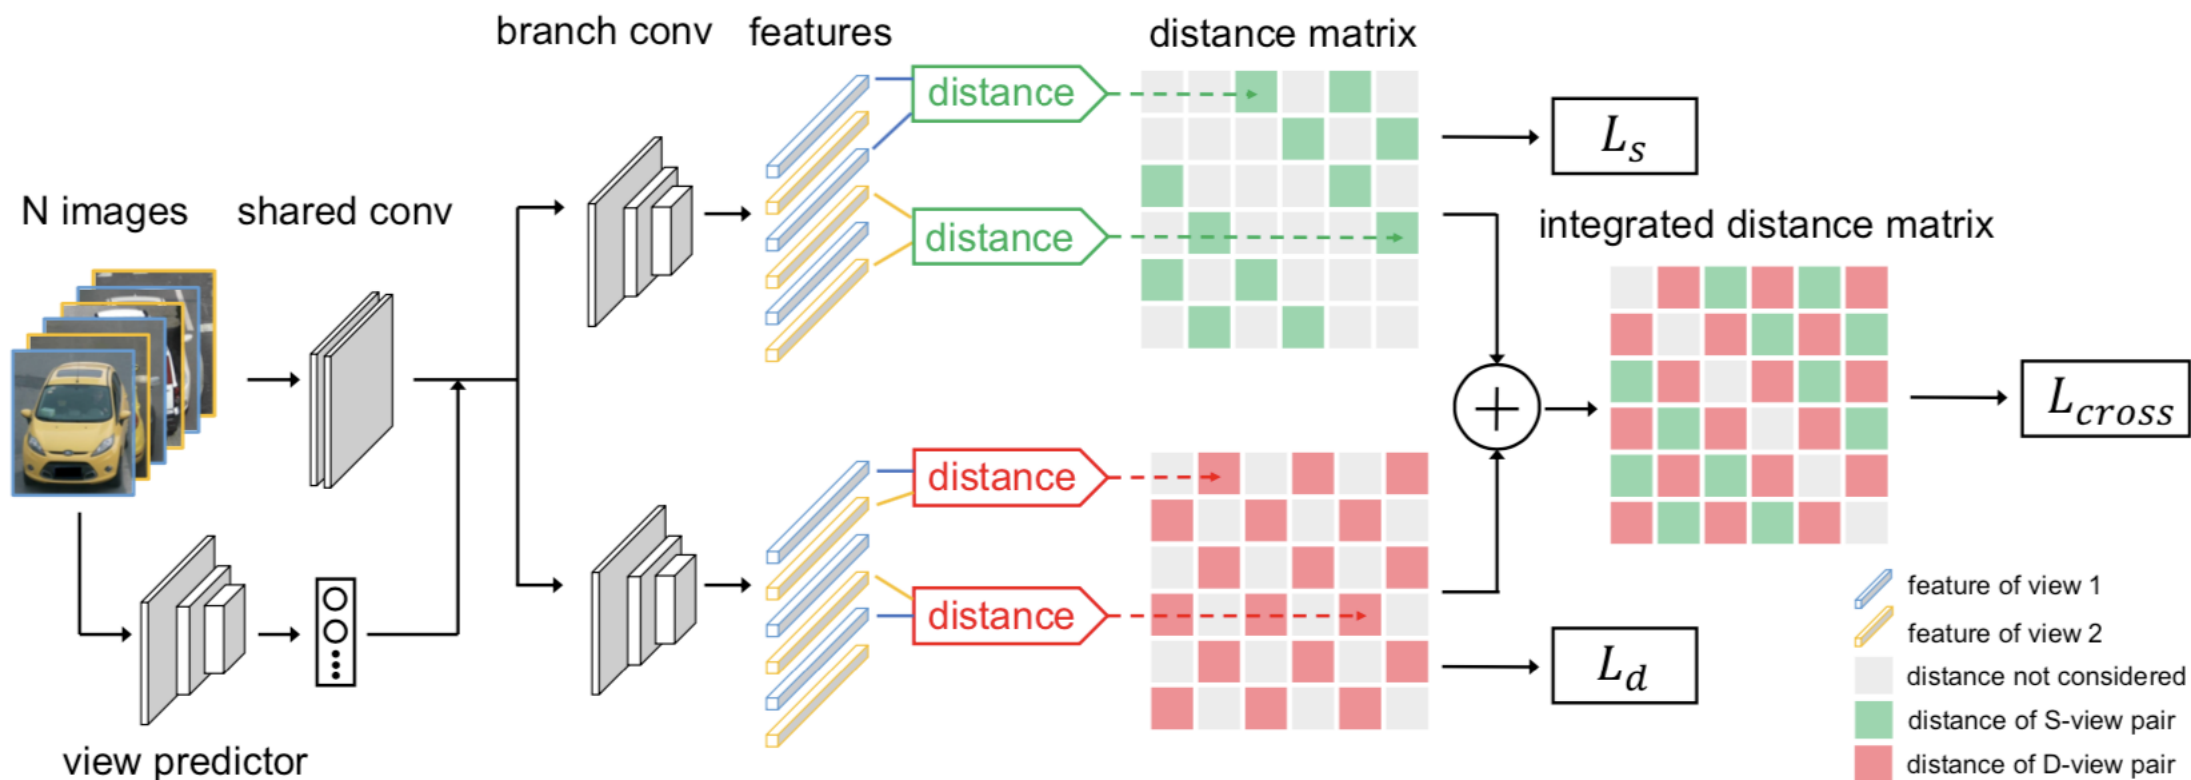 branch conv
features
distance matrix
distance
L_s
N images
shared conv
distance
integrated distance matrix
L_cross
distance
distance
feature of view 1
feature of view 2
L_d
distance not considered
distance of S-view pair
view predictor
distance of D-view pair